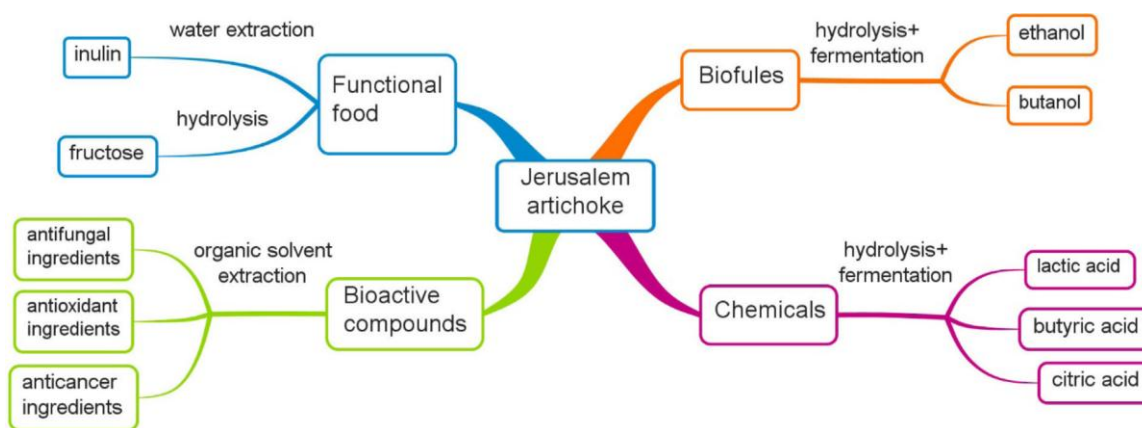 water extraction
inulin
Functional
food
hydrolysis
fructose
hydrolysis+
fermentation
ethanol
Biofules
butanol
Jerusalem
artichoke
antifungal
ingredients
organic solvent
extraction
antioxidant
ingredients
Bioactive
compounds
anticancer
ingredients
hydrolysis+
fermentation
lactic acid
Chemicals
butyric acid
citric acid